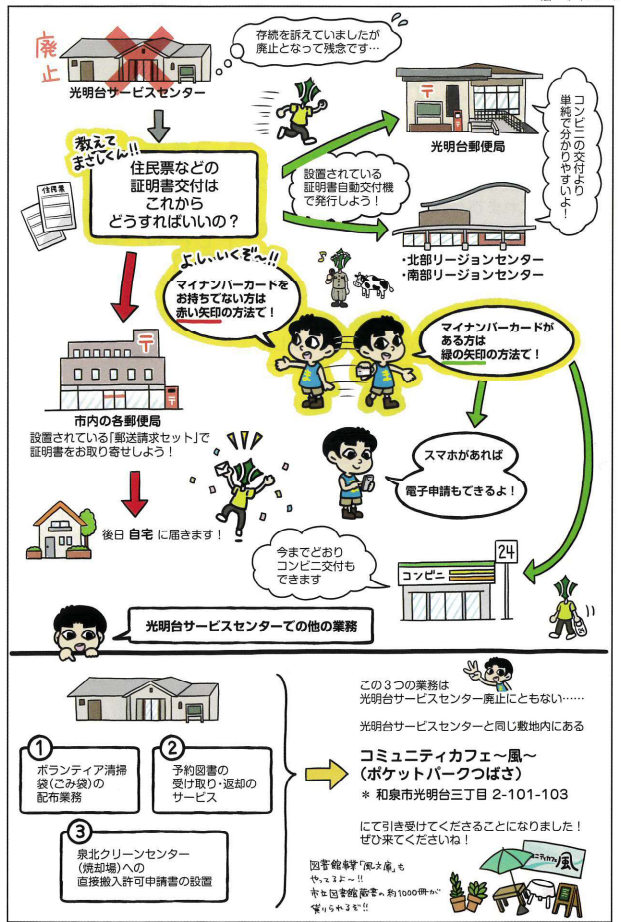 廃止
光明台サービスセンター
存続を訴えていましたが
廃止となって残念です…
〒
光明台郵便局
コンビニの交付より
単純で分かりやすいよ！
教えて
まさしくん!!
住民票などの
証明書交付は
これから
どうすればいいの？
住民票
設置されている
証明書自動交付機
で発行しよう！
・北部リージョンセンター
・南部リージョンセンター
よし、いくぞ〜!!
マイナンバーカードを
お持ちでない方は
赤い矢印の方法で！
マイナンバーカードが
ある方は
緑の矢印の方法で！
〒
市内の各郵便局
設置されている「郵送請求セット」で
証明書をお取り寄せしよう！
スマホがあれば
電子申請もできるよ！
後日 自宅 に届きます！
今までどおり
コンビニ交付も
できます
24
コンビニ
光明台サービスセンターでの他の業務
①
ボランティア清掃
袋（ごみ袋）の
配布業務
②
予約図書の
受け取り・返却の
サービス
③
泉北クリーンセンター
（焼却場）への
直接搬入許可申請書の設置
この３つの業務は
光明台サービスセンター廃止にともない……
光明台サービスセンターと同じ敷地内にある
コミュニティカフェ〜風〜
（ポケットパークつばさ）
＊ 和泉市光明台三丁目 2-101-103
にて引き受けてくださることになりました！
ぜひ来てくださいね！
図書館事業「風文庫」も
やってるよ〜!!
市立図書館蔵書の約1000冊が
借りられるぞ!!
風